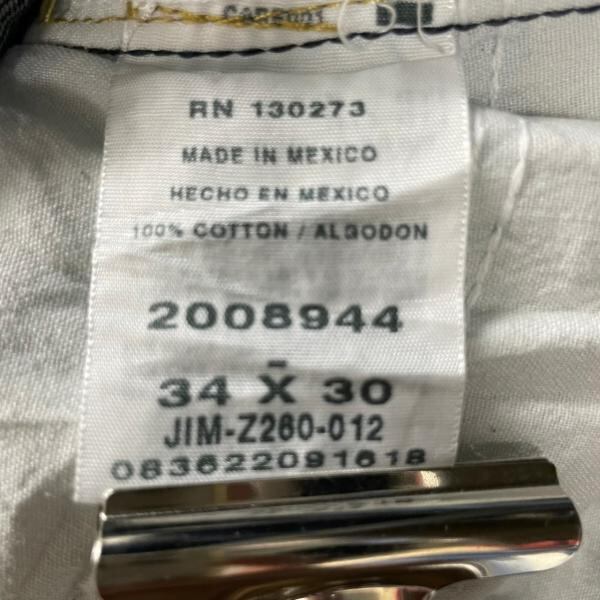 RN 130273
MADE IN MEXICO
HECHO EN MEXICO
100% COTTON / ALGODON
2008944
-
34 X 30
JIM-Z260-012
083622091618